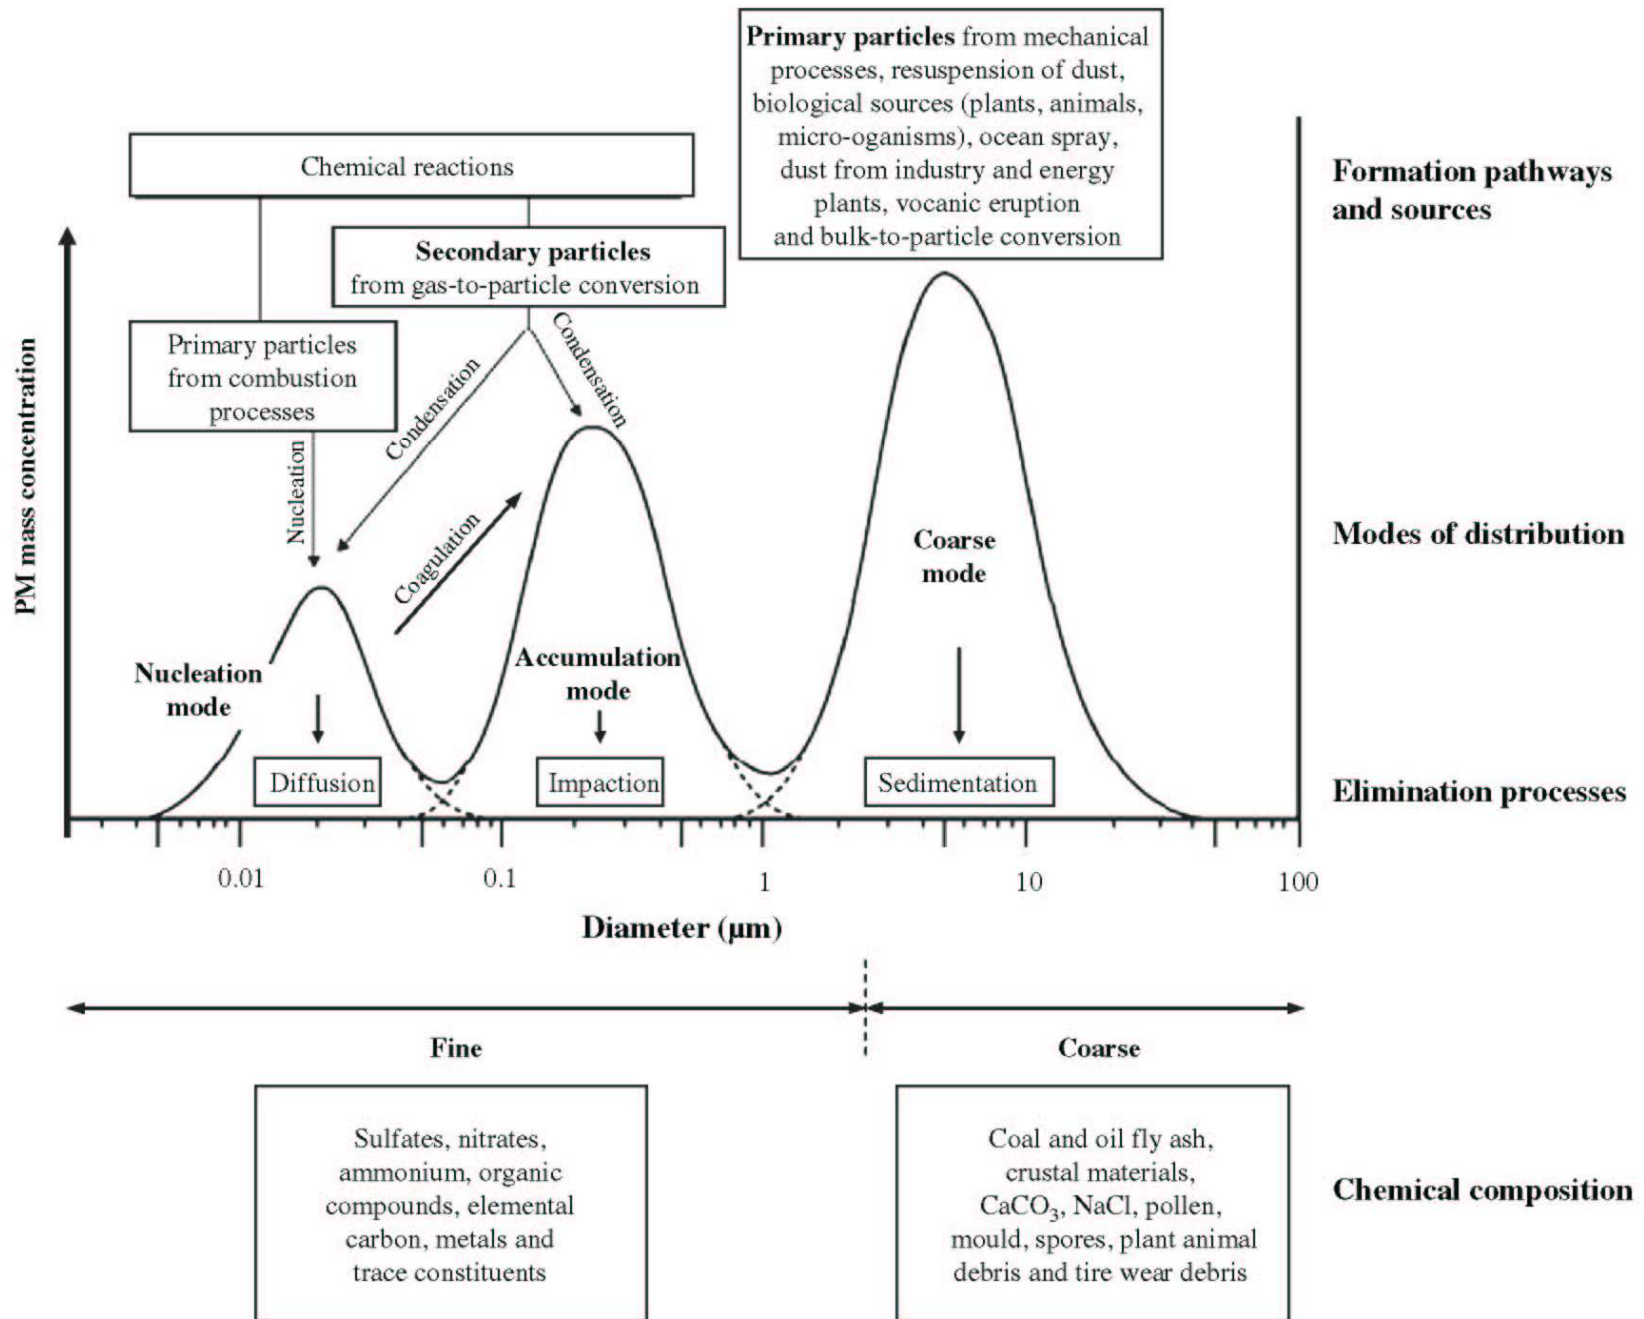 Primary particles from mechanical
processes, resuspension of dust,
biological sources (plants, animals,
micro-oganisms), ocean spray,
dust from industry and energy
plants, vocanic eruption
and bulk-to-particle conversion
Formation pathways
and sources
Chemical reactions
Secondary particles
from gas-to-particle conversion
Primary particles
from combustion
processes
Nucleation
Condensation
Condensation
Coagulation
PM mass concentration
Nucleation
mode
Accumulation
mode
Coarse
mode
Modes of distribution
Diffusion
Impaction
Sedimentation
Elimination processes
0.01
0.1
1
10
100
Diameter (μm)
Fine
Coarse
Sulfates, nitrates,
ammonium, organic
compounds, elemental
carbon, metals and
trace constituents
Coal and oil fly ash,
crustal materials,
CaCO₃, NaCl, pollen,
mould, spores, plant animal
debris and tire wear debris
Chemical composition